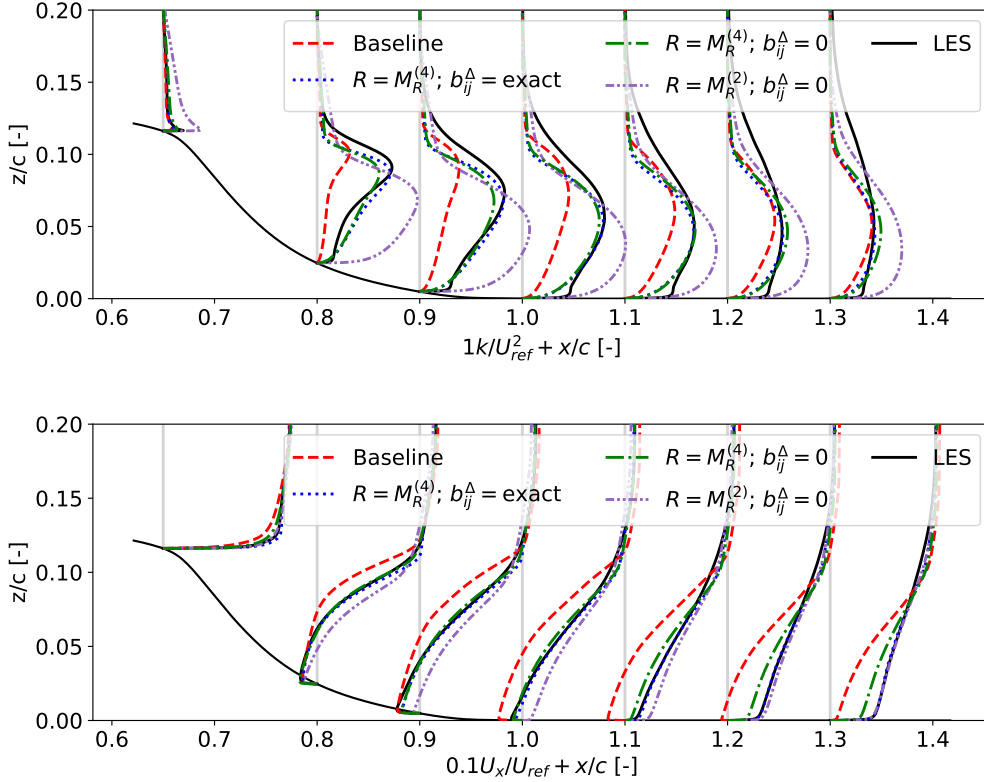 0.20
0.15
0.10
0.05
0.00
z/c [-]
Baseline
R = M_R^(4); b_ij^Δ = exact
R = M_R^(4); b_ij^Δ = 0
R = M_R^(2); b_ij^Δ = 0
LES
0.6 0.7 0.8 0.9 1.0 1.1 1.2 1.3 1.4
1k/U_ref^2 + x/c [-]
0.20
0.15
0.10
0.05
0.00
z/c [-]
Baseline
R = M_R^(4); b_ij^Δ = exact
R = M_R^(4); b_ij^Δ = 0
R = M_R^(2); b_ij^Δ = 0
LES
0.6 0.7 0.8 0.9 1.0 1.1 1.2 1.3 1.4
0.1U_x/U_ref + x/c [-]